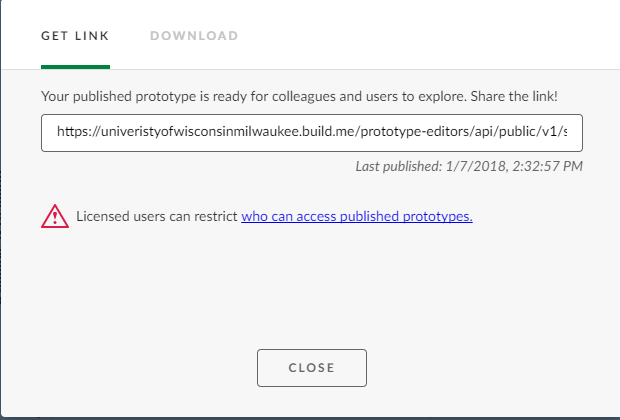 GET LINK DOWNLOAD
Your published prototype is ready for colleagues and users to explore. Share the link!
https://univeristyofwisconsinmilwaukee.build.me/prototype-editors/api/public/v1/s
Last published: 1/7/2018, 2:32:57 PM
Licensed users can restrict who can access published prototypes.
CLOSE